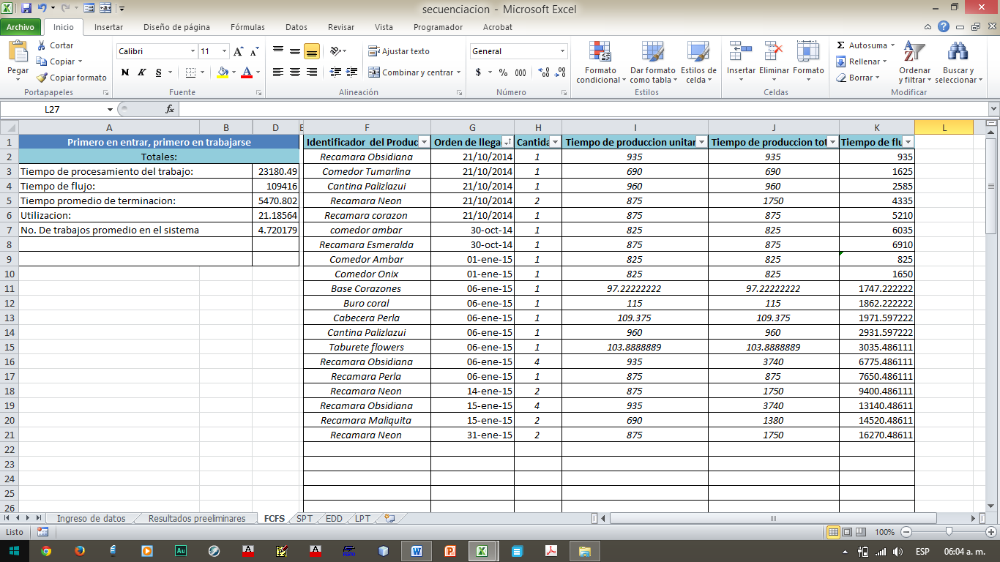 secuenciacion - Microsoft Excel
Archivo Inicio Insertar Diseño de página Fórmulas Datos Revisar Vista Programador Acrobat
Pegar Cortar Copiar Copiar formato
Calibri 11
N K S
Ajustar texto
Combinar y centrar
General
$ % 000
Formato condicional Dar formato como tabla Estilos de celda
Insertar Eliminar Formato
Σ Autosuma Rellenar Borrar
Ordenar y filtrar Buscar y seleccionar
Portapapeles Fuente Alineación Número Estilos Celdas Modificar
L27 fx
A B D E F G H I J K L
1 Primero en entrar, primero en trabajarse Identificador del Produc Orden de llega Cantida Tiempo de produccion unitar Tiempo de produccion tot Tiempo de flu
2 Totales: Recamara Obsidiana 21/10/2014 1 935 935 935
3 Tiempo de procesamiento del trabajo: 23180.49 Comedor Tumarlina 21/10/2014 1 690 690 1625
4 Tiempo de flujo: 109416 Cantina Palizlazui 21/10/2014 1 960 960 2585
5 Tiempo promedio de terminacion: 5470.802 Recamara Neon 21/10/2014 2 875 1750 4335
6 Utilizacion: 21.18564 Recamara corazon 21/10/2014 1 875 875 5210
7 No. De trabajos promedio en el sistema 4.720179 comedor ambar 30-oct-14 1 825 825 6035
8 Recamara Esmeralda 30-oct-14 1 875 875 6910
9 Comedor Ambar 01-ene-15 1 825 825 825
10 Comedor Onix 01-ene-15 1 825 825 1650
11 Base Corazones 06-ene-15 1 97.22222222 97.22222222 1747.222222
12 Buro coral 06-ene-15 1 115 115 1862.222222
13 Cabecera Perla 06-ene-15 1 109.375 109.375 1971.597222
14 Cantina Palizlazui 06-ene-15 1 960 960 2931.597222
15 Taburete flowers 06-ene-15 1 103.8888889 103.8888889 3035.486111
16 Recamara Obsidiana 06-ene-15 4 935 3740 6775.486111
17 Recamara Perla 06-ene-15 1 875 875 7650.486111
18 Recamara Neon 14-ene-15 2 875 1750 9400.486111
19 Recamara Obsidiana 15-ene-15 4 935 3740 13140.48611
20 Recamara Maliquita 15-ene-15 2 690 1380 14520.48611
21 Recamara Neon 31-ene-15 2 875 1750 16270.48611
22
23
24
25
26
Ingreso de datos Resultados preeliminares FCFS SPT EDD LPT
Listo 100%
ESP 06:04 a. m.